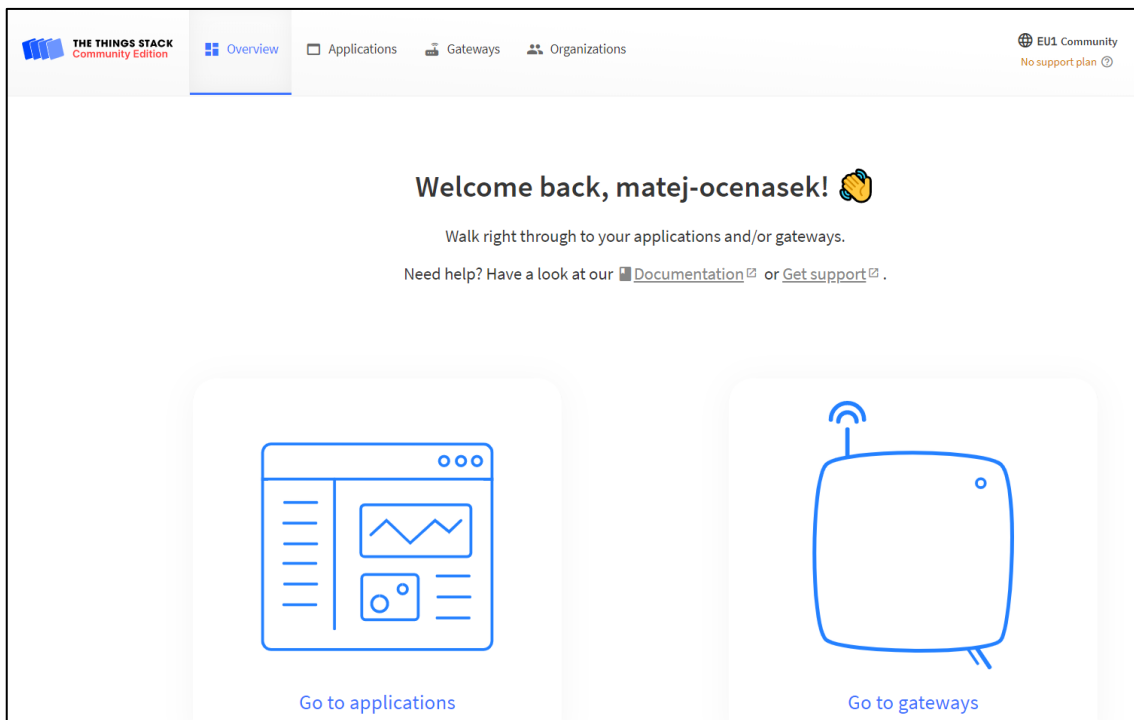 THE THINGS STACK
Community Edition
Overview
Applications
Gateways
Organizations
EU1 Community
No support plan
Welcome back, matej-ocenasek! 👋
Walk right through to your applications and/or gateways.
Need help? Have a look at our Documentation or Get support .
Go to applications
Go to gateways